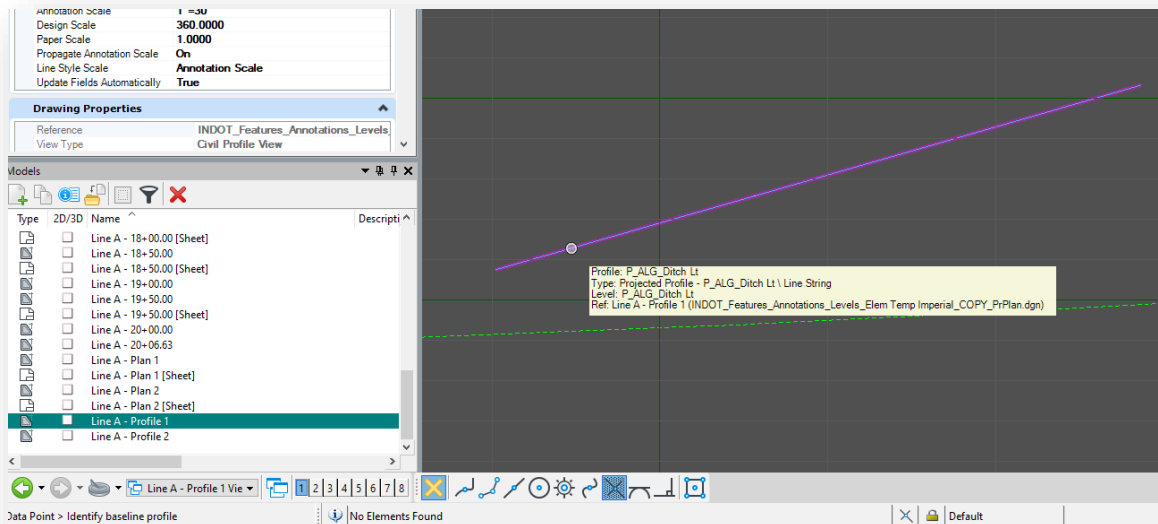 Annotation Scale 1"=30'
Design Scale 360.0000
Paper Scale 1.0000
Propagate Annotation Scale On
Line Style Scale Annotation Scale
Update Fields Automatically True
Drawing Properties
Reference INDOT_Features_Annotations_Levels_
View Type Civil Profile View
Models
Type 2D/3D Name Descripti
Line A - 18+00.00 [Sheet]
Line A - 18+50.00
Line A - 18+50.00 [Sheet]
Line A - 19+00.00
Line A - 19+50.00
Line A - 19+50.00 [Sheet]
Line A - 20+00.00
Line A - 20+06.63
Line A - Plan 1
Line A - Plan 1 [Sheet]
Line A - Plan 2
Line A - Plan 2 [Sheet]
Line A - Profile 1
Line A - Profile 2
Profile: P_ALG_Ditch Lt
Type: Projected Profile - P_ALG_Ditch Lt \ Line String
Level: P_ALG_Ditch Lt
Ref: Line A - Profile 1 (INDOT_Features_Annotations_Levels_Elem Temp Imperial_COPY_PrPlan.dgn)
Line A - Profile 1 Vie 1 2 3 4 5 6 7 8
Data Point > Identify baseline profile No Elements Found Default